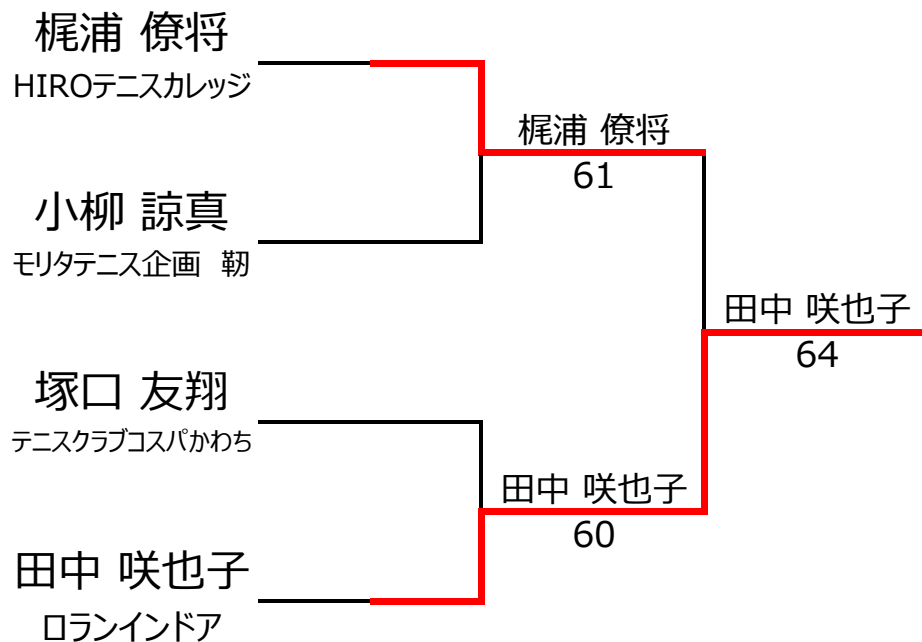 梶浦 僚将
HIROテニスカレッジ
小柳 諒真
モリタテニス企画　靭
塚口 友翔
テニスクラブコスパかわち
田中 咲也子
ロランインドア
梶浦 僚将
61
田中 咲也子
60
田中 咲也子
64